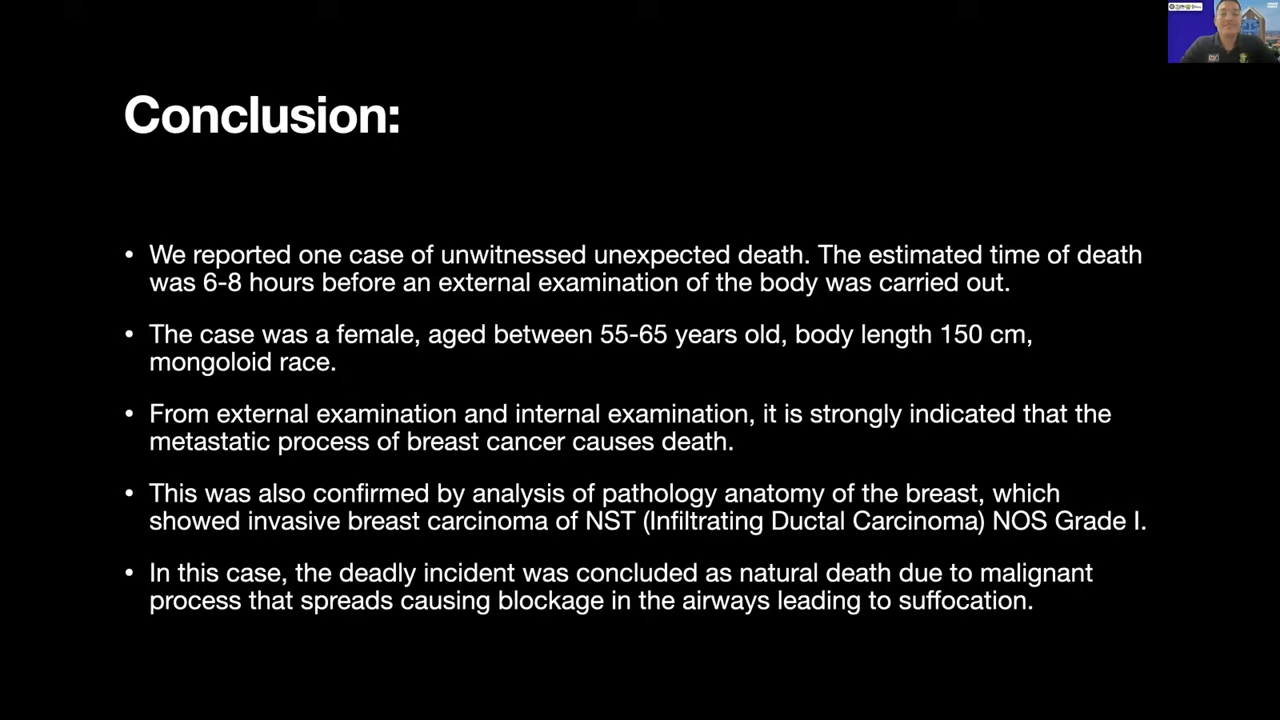 Conclusion:
• We reported one case of unwitnessed unexpected death. The estimated time of death
was 6-8 hours before an external examination of the body was carried out.
• The case was a female, aged between 55-65 years old, body length 150 cm,
mongoloid race.
• From external examination and internal examination, it is strongly indicated that the
metastatic process of breast cancer causes death.
• This was also confirmed by analysis of pathology anatomy of the breast, which
showed invasive breast carcinoma of NST (Infiltrating Ductal Carcinoma) NOS Grade I.
• In this case, the deadly incident was concluded as natural death due to malignant
process that spreads causing blockage in the airways leading to suffocation.